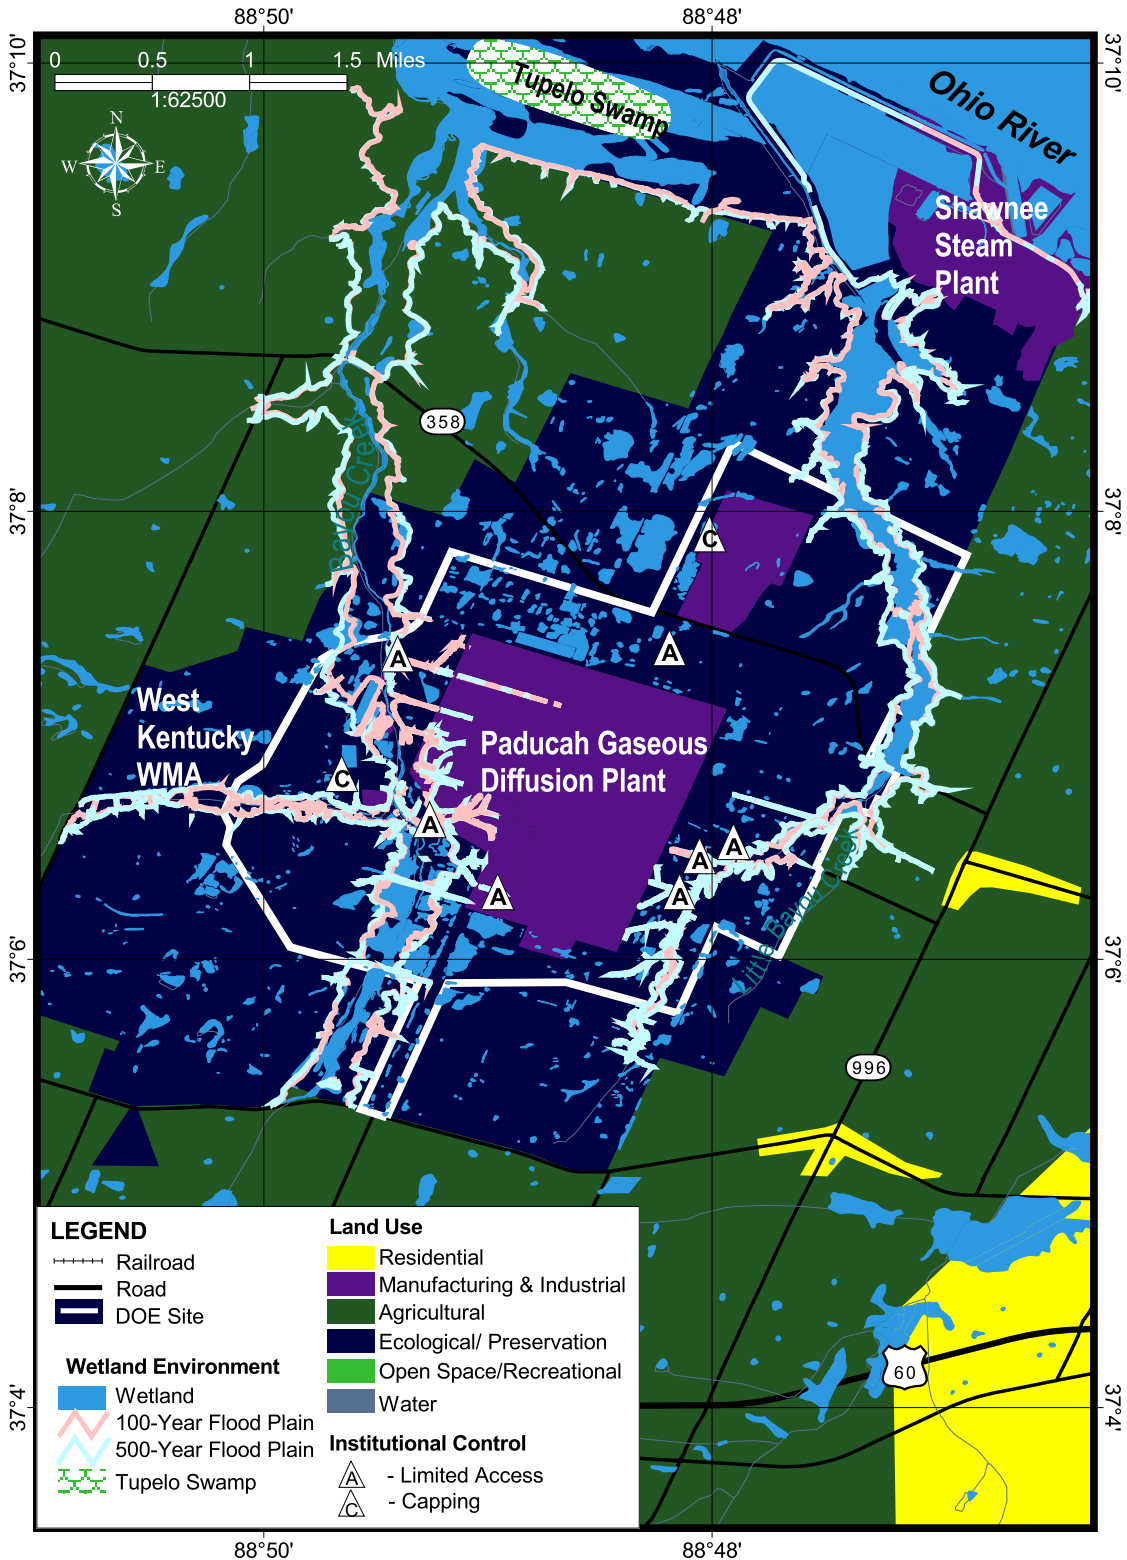 88°50'
88°48'
37°10'
37°10'
0 0.5 1 1.5 Miles
1:62500
N
W E
S
Tupelo Swamp
Ohio River
Shawnee
Steam
Plant
358
Bayou Creek
37°8'
37°8'
C
A
A
West
Kentucky
WMA
Paducah Gaseous
Diffusion Plant
C
A
A
A
A
A
Little Bayou Creek
37°6'
37°6'
996
LEGEND
Railroad
Road
DOE Site
Wetland Environment
Wetland
100-Year Flood Plain
500-Year Flood Plain
Tupelo Swamp
Land Use
Residential
Manufacturing & Industrial
Agricultural
Ecological/ Preservation
Open Space/Recreational
Water
Institutional Control
A - Limited Access
C - Capping
60
37°4'
37°4'
88°50'
88°48'